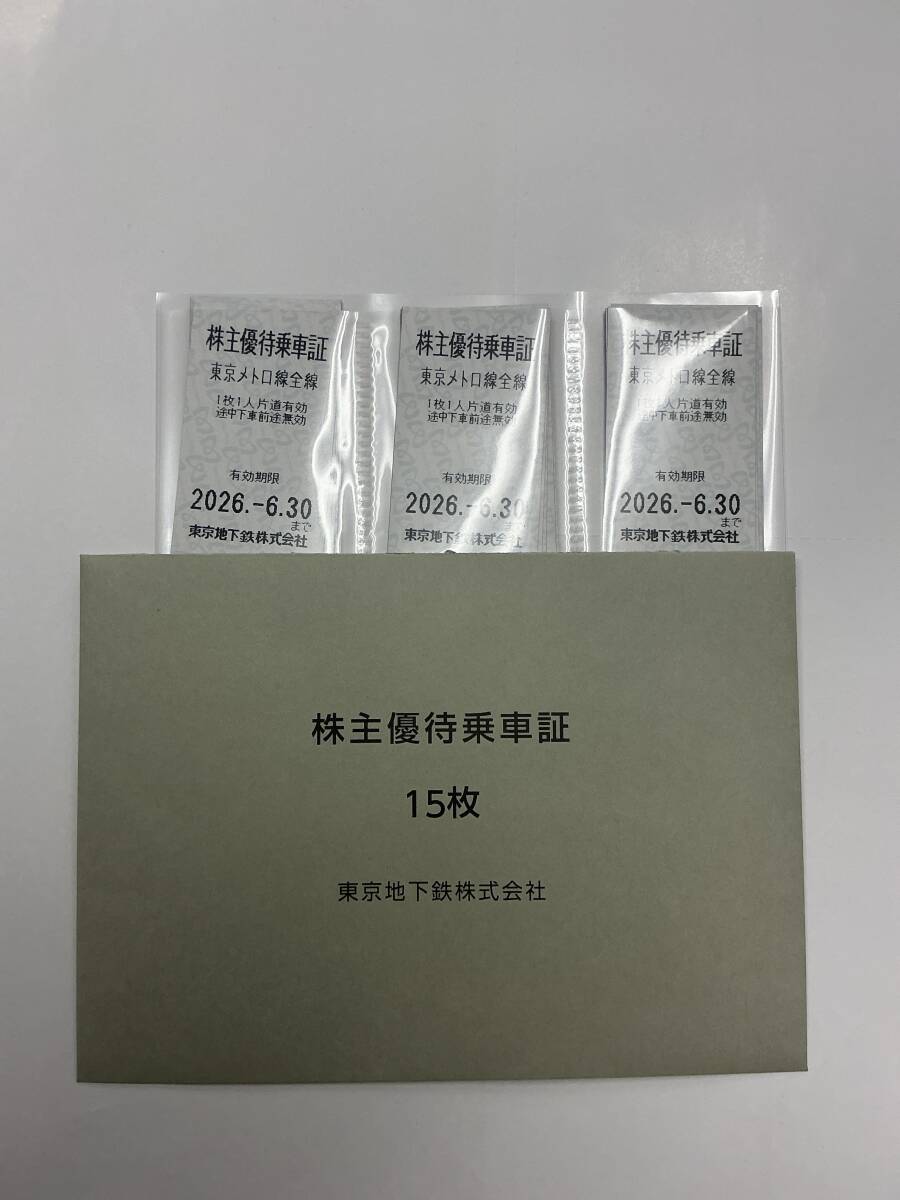 株主優待乗車証
東京メトロ線全線
1枚1人片道有効
途中下車前途無効
有効期限
2026.-6.30
まで
東京地下鉄株式会社
株主優待乗車証
東京メトロ線全線
1枚1人片道有効
途中下車前途無効
有効期限
2026.-6.30
まで
東京地下鉄株式会社
株主優待乗車証
東京メトロ線全線
1枚1人片道有効
途中下車前途無効
有効期限
2026.-6.30
まで
東京地下鉄株式会社
株主優待乗車証
15枚
東京地下鉄株式会社